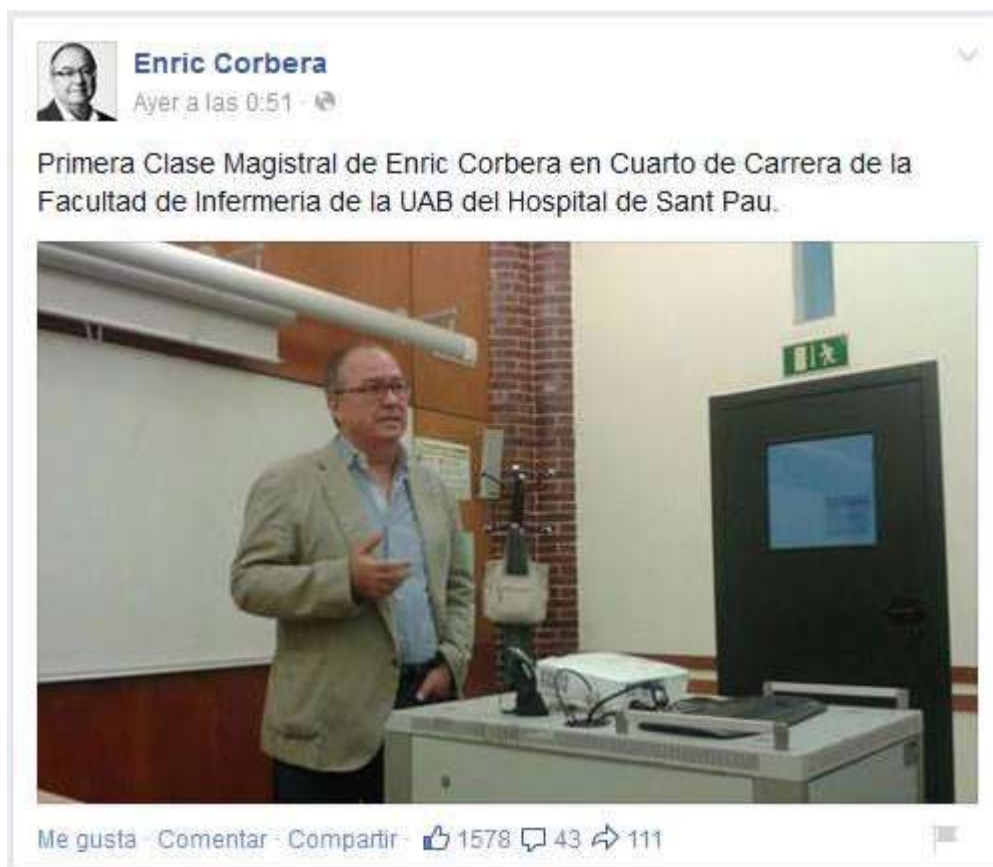 Enric Corbera
Ayer a las 0:51 ·
Primera Clase Magistral de Enric Corbera en Cuarto de Carrera de la
Facultad de Infermeria de la UAB del Hospital de Sant Pau.
Me gusta · Comentar · Compartir · 1578 43 111